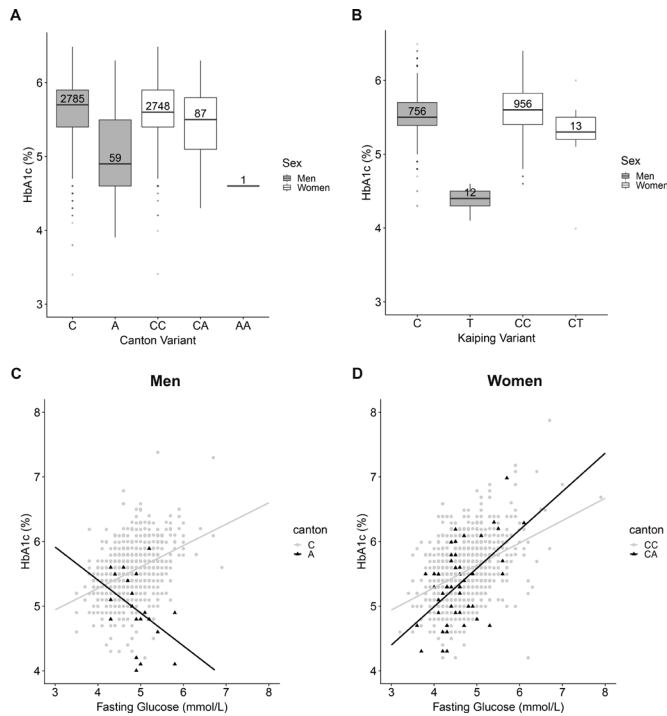 A
HbA1c (%)
6
5
4
3
2785
59
2748
87
1
C A CC CA AA
Canton Variant
Sex
Men
Women
B
HbA1c (%)
6
5
4
3
756
12
956
13
C T CC CT
Kaiping Variant
Sex
Men
Women
C
Men
HbA1c (%)
8
7
6
5
4
3 4 5 6 7 8
Fasting Glucose (mmol/L)
canton
C
A
D
Women
HbA1c (%)
8
7
6
5
4
3 4 5 6 7 8
Fasting Glucose (mmol/L)
canton
CC
CA